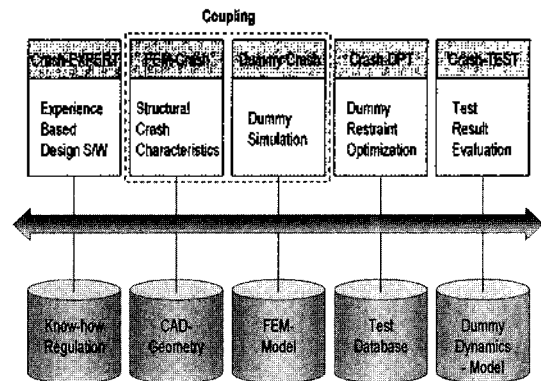 Coupling
Crash-EXPERT
FEM-Crash
Dummy-Crash
Crash-OPT
Crash-TEST
Experience
Based
Design S/W
Structural
Crash
Characteristics
Dummy
Simulation
Dummy
Restraint
Optimization
Test
Result
Evaluation
Know-how
Regulation
CAD-
Geometry
FEM-
Model
Test
Database
Dummy
Dynamics
- Model